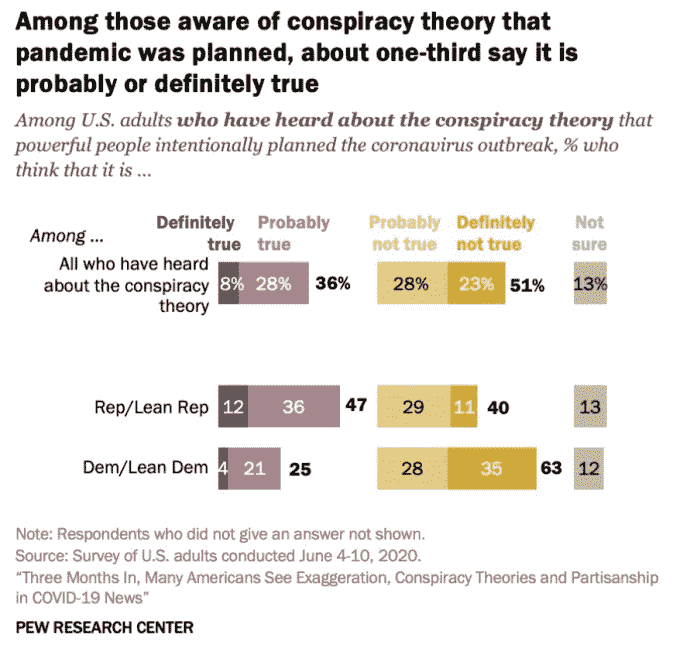 Among those aware of conspiracy theory that
pandemic was planned, about one-third say it is
probably or definitely true
Among U.S. adults who have heard about the conspiracy theory that
powerful people intentionally planned the coronavirus outbreak, % who
think that it is ...
Among ...
Definitely true
Probably true
Probably not true
Definitely not true
Not sure
All who have heard
about the conspiracy
theory
8% 28% 36% 28% 23% 51% 13%
Rep/Lean Rep 12 36 47 29 11 40 13
Dem/Lean Dem 4 21 25 28 35 63 12
Note: Respondents who did not give an answer not shown.
Source: Survey of U.S. adults conducted June 4-10, 2020.
“Three Months In, Many Americans See Exaggeration, Conspiracy Theories and Partisanship
in COVID-19 News”
PEW RESEARCH CENTER